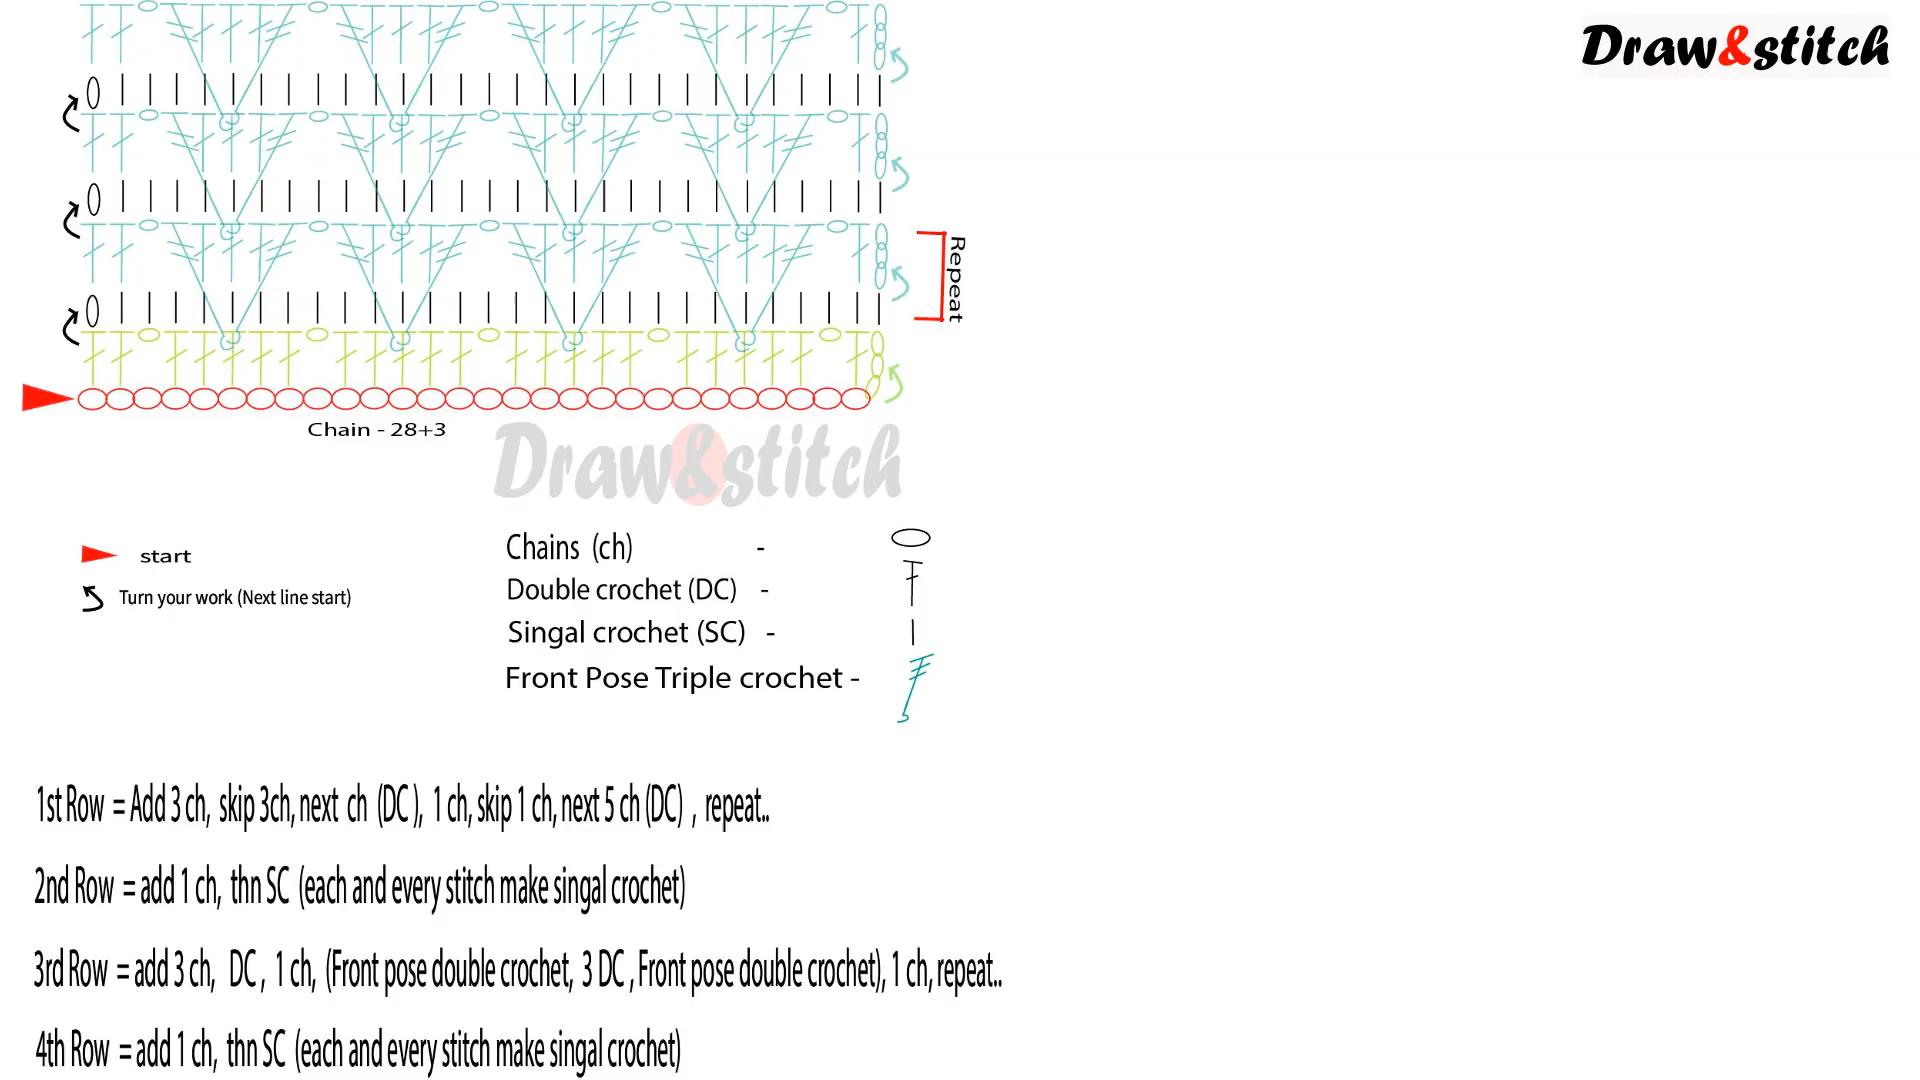 Draw&stitch
Repeat
Chain - 28+3
Draw&stitch
start
Turn your work (Next line start)
Chains (ch) -
Double crochet (DC) -
Singal crochet (SC) -
Front Pose Triple crochet -
1st Row = Add 3 ch, skip 3ch, next ch (DC ), 1 ch, skip 1 ch, next 5 ch (DC) , repeat..
2nd Row = add 1 ch, thn SC (each and every stitch make singal crochet)
3rd Row = add 3 ch, DC , 1 ch, (Front pose double crochet, 3 DC , Front pose double crochet), 1 ch, repeat..
4th Row = add 1 ch, thn SC (each and every stitch make singal crochet)